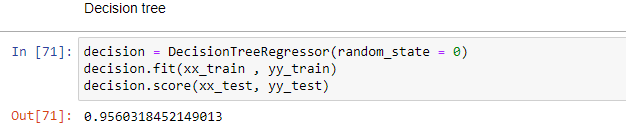 Decision tree
In [71]: decision = DecisionTreeRegressor(random_state = 0)
decision.fit(xx_train , yy_train)
decision.score(xx_test, yy_test)
Out[71]: 0.9560318452149013